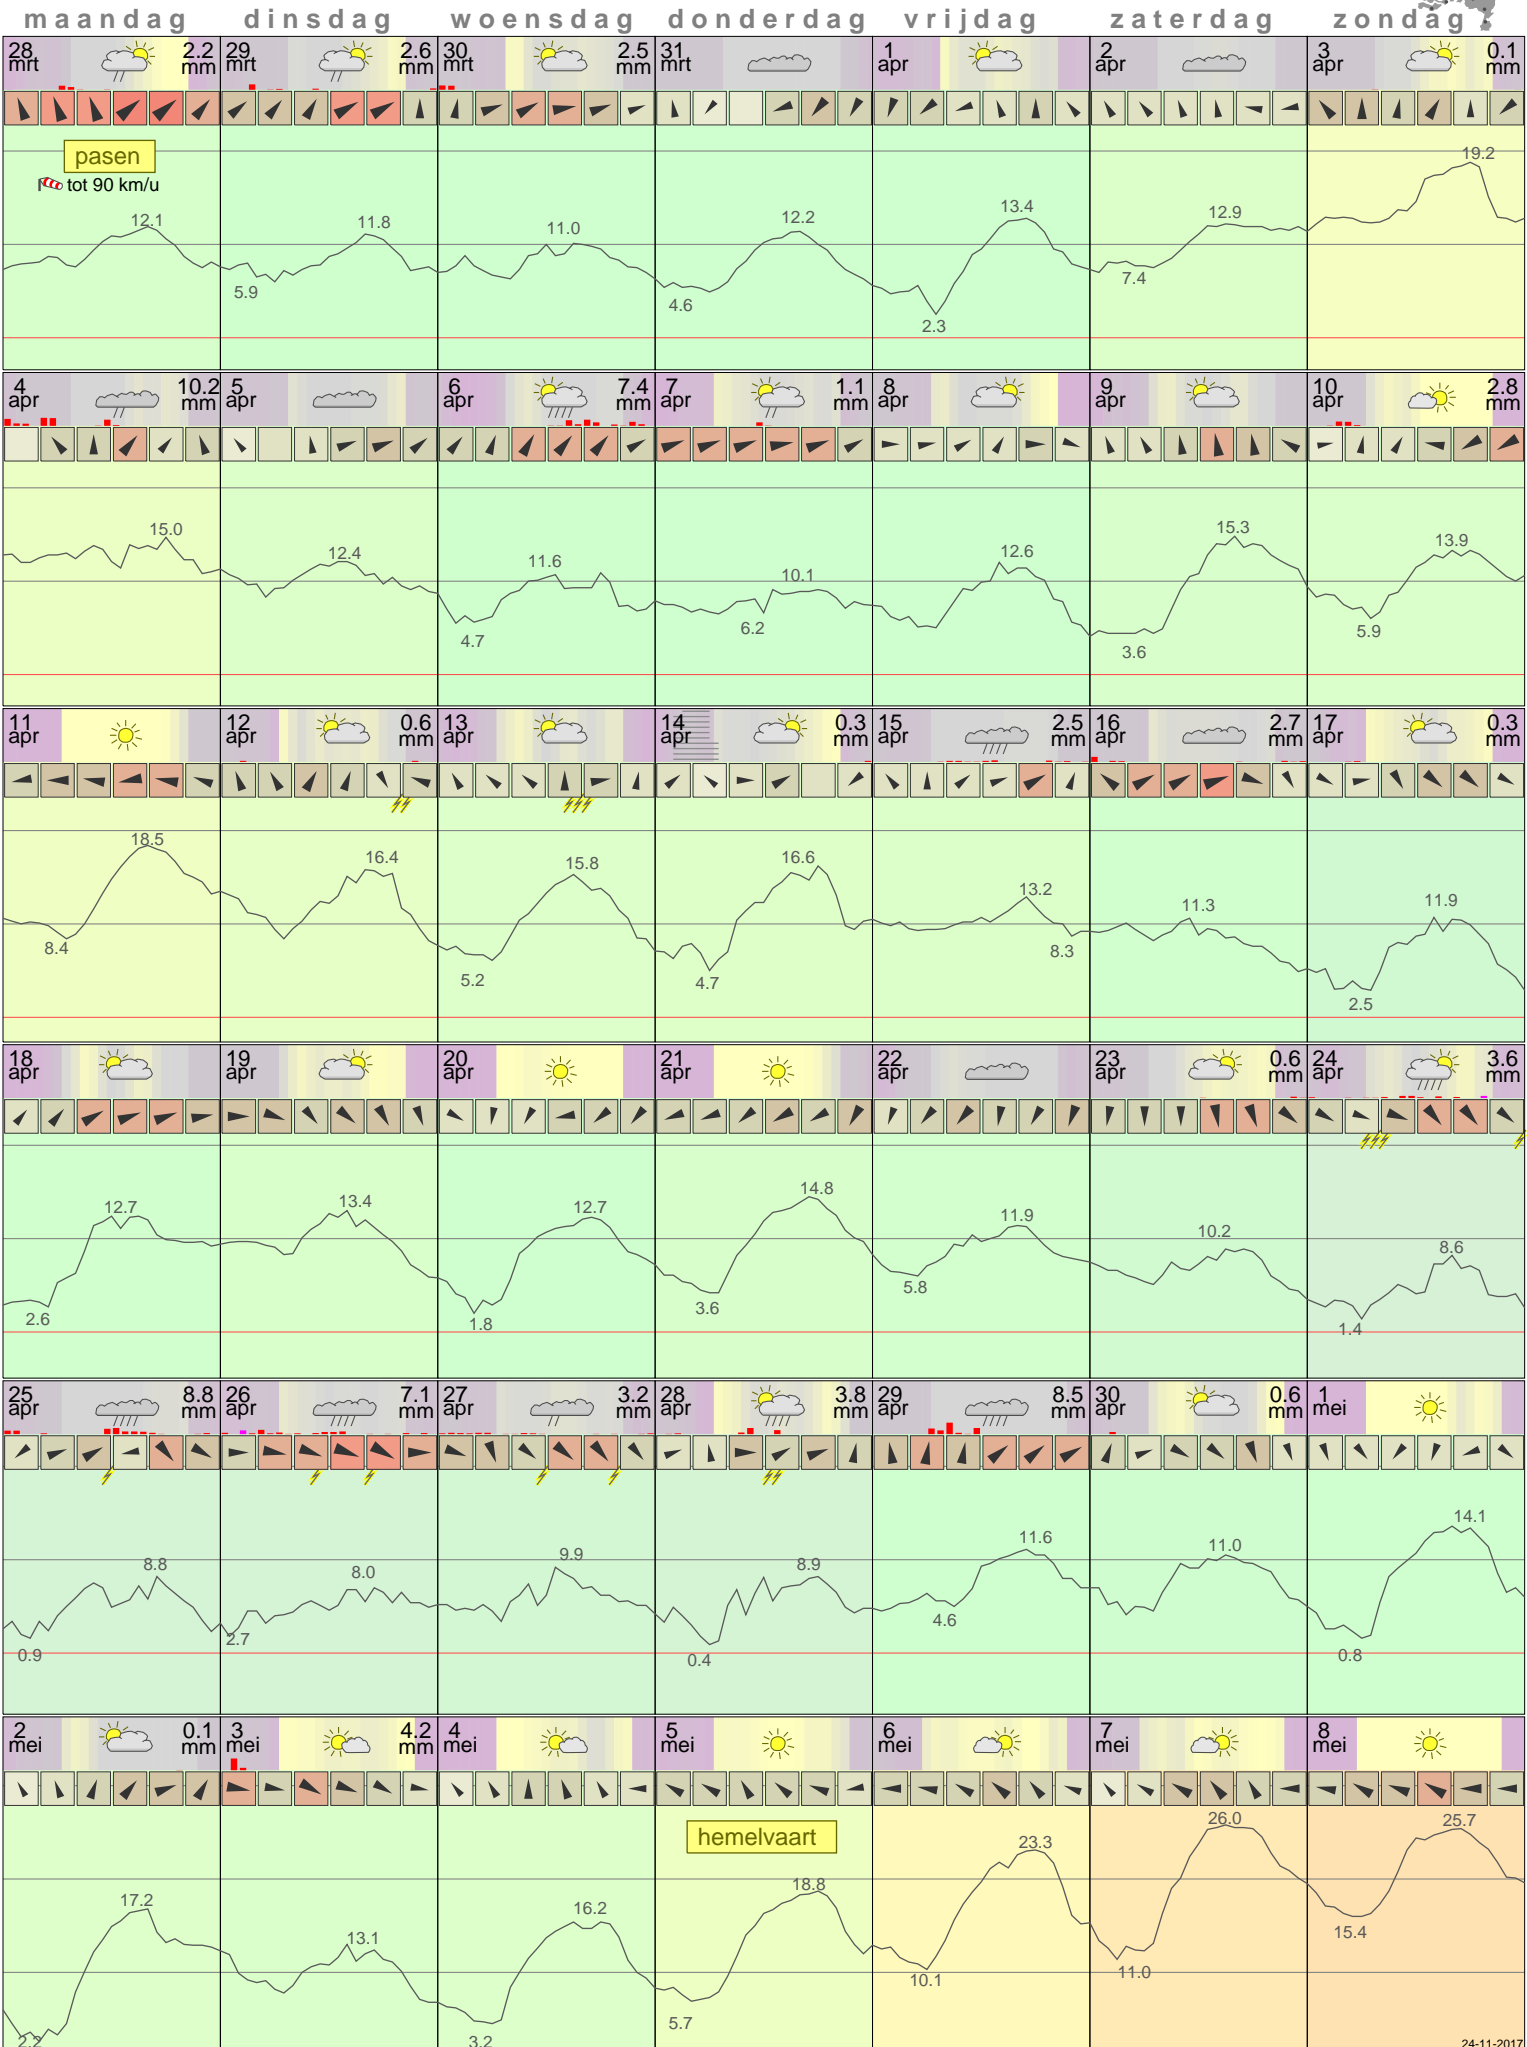 maandag dinsdag woensdag donderdag vrijdag zaterdag zondag
28 2.2 29 2.6 30 2.5 31 1 2 3 0.1
mrt mm mrt mm mrt mm mrt apr apr apr mm
pasen
tot 90 km/u
19.2
12.1 11.8 11.0 12.2 13.4 12.9
5.9 4.6 2.3 7.4
4 10.2 5 6 7.4 7 1.1 8 9 10 2.8
apr mm apr apr mm apr mm apr apr apr mm
15.0 12.4 11.6 10.1 12.6 15.3 13.9
4.7 6.2 3.6 5.9
11 12 0.6 13 14 0.3 15 2.5 16 2.7 17 0.3
apr apr mm apr apr mm apr mm apr mm apr mm
18.5 16.4 15.8 16.6 13.2 11.3 11.9
8.4 5.2 4.7 8.3 2.5
18 19 20 21 22 23 0.6 24 3.6
apr apr apr apr apr apr mm apr mm
12.7 13.4 12.7 14.8 11.9 10.2 8.6
2.6 1.8 3.6 5.8 1.4
25 8.8 26 7.1 27 3.2 28 3.8 29 8.5 30 0.6 1
apr mm apr mm apr mm apr mm apr mm apr mm mei
8.8 8.0 9.9 8.9 11.6 11.0 14.1
0.9 2.7 0.4 4.6 0.8
2 0.1 3 4.2 4 5 6 7 8
mei mm mei mm mei mei mei mei mei
hemelvaart
17.2 13.1 16.2 18.8 23.3 26.0 25.7
2.2 3.2 5.7 10.1 11.0 15.4
24-11-2017